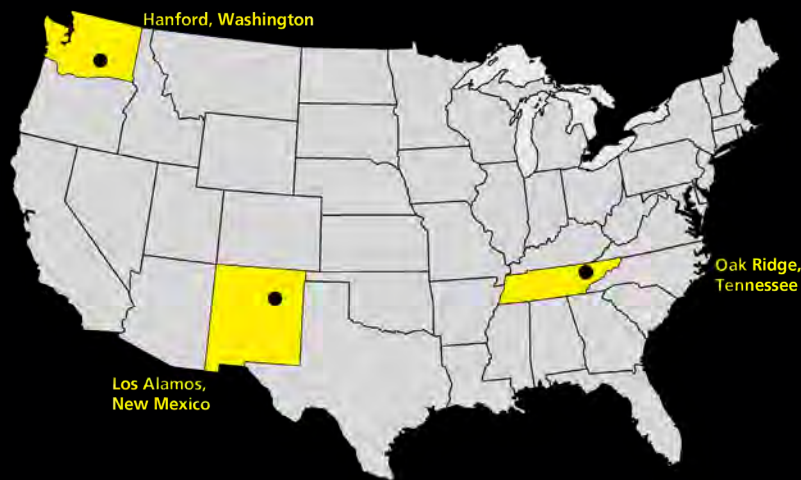 Hanford, Washington
Oak Ridge,
Tennessee
Los Alamos,
New Mexico